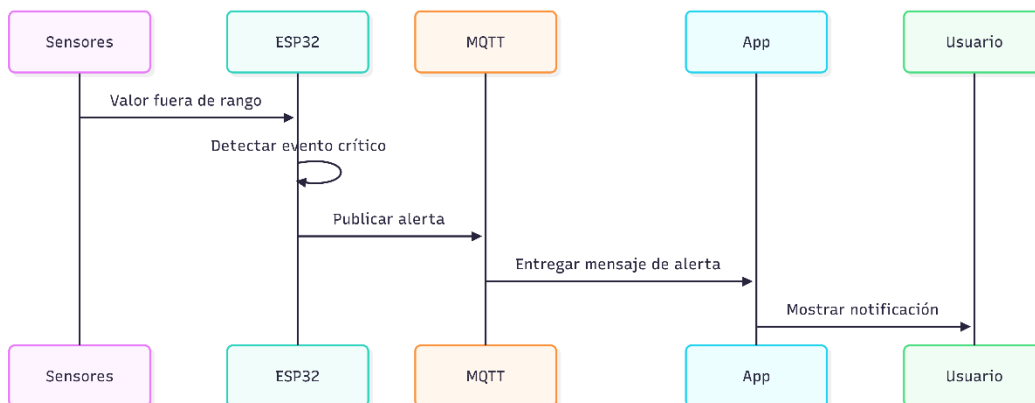 Sensores
ESP32
MQTT
App
Usuario
Valor fuera de rango
Detectar evento crítico
Publicar alerta
Entregar mensaje de alerta
Mostrar notificación
Sensores
ESP32
MQTT
App
Usuario